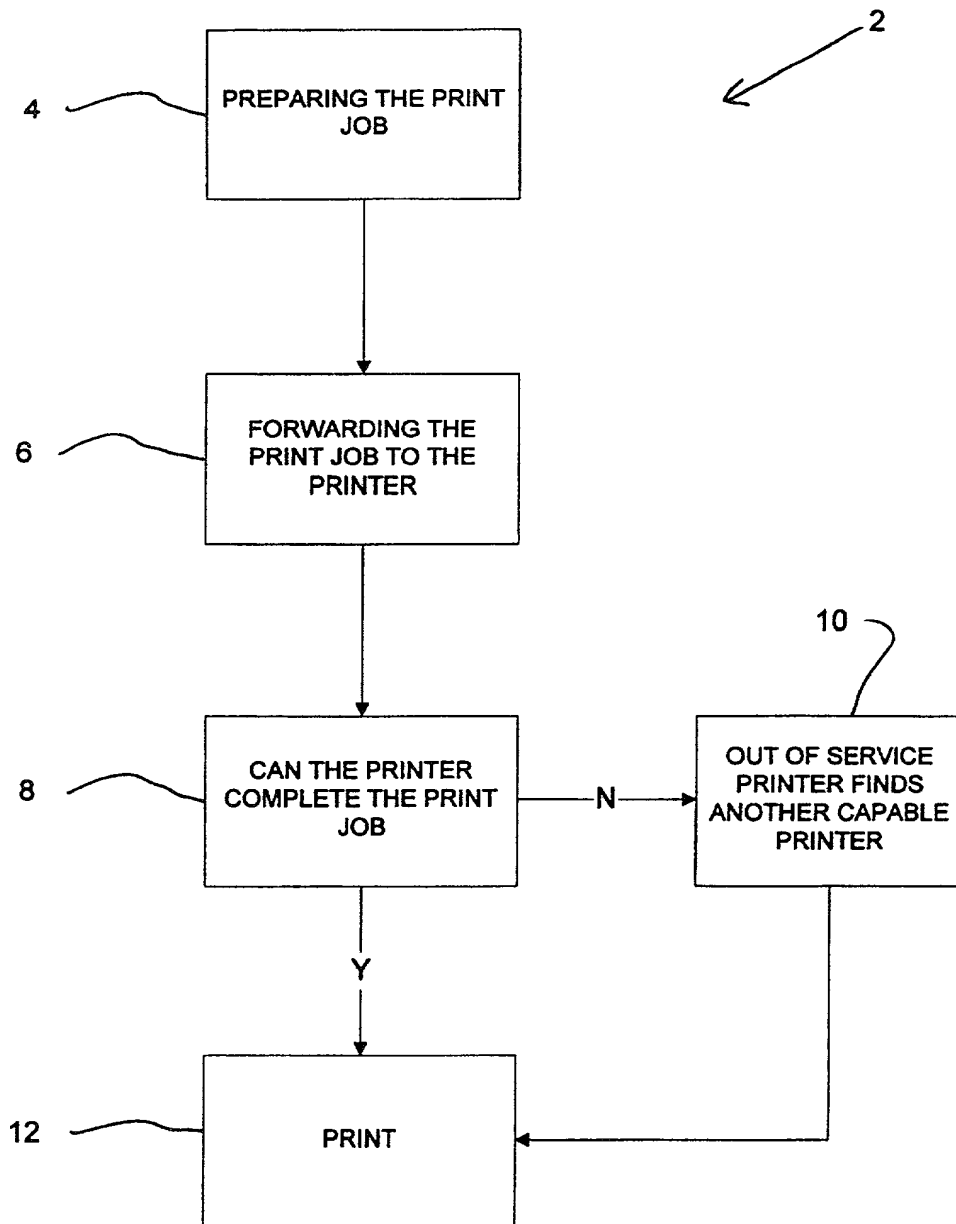 2
4
PREPARING THE PRINT
JOB
6
FORWARDING THE
PRINT JOB TO THE
PRINTER
10
8
CAN THE PRINTER
COMPLETE THE PRINT
JOB
N
OUT OF SERVICE
PRINTER FINDS
ANOTHER CAPABLE
PRINTER
Y
12
PRINT